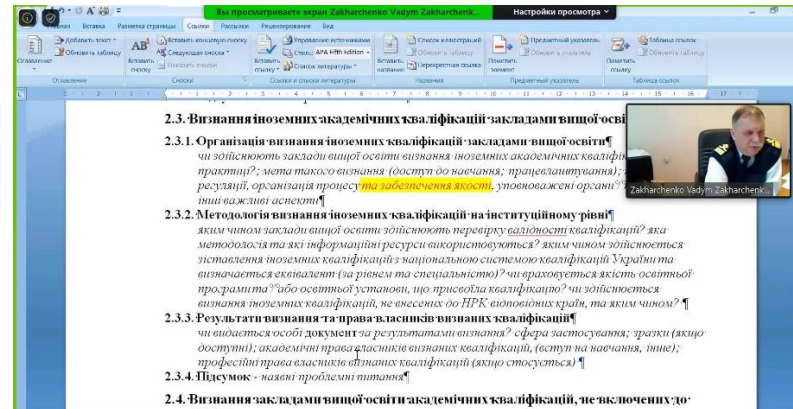 Вы просматриваете экран Zakharchenko Vadym Zakharchenk...
Настройки просмотра
Вставка Разметка страницы Ссылки Рассылки Рецензирование Вид
Добавить текст
Обновить таблицу
Оглавление
AB¹
Вставить сноску
Вставить концевую сноску
Следующая сноска
Показать сноски
Сноски
Вставить ссылку
Управление источниками
Стиль: APA Fifth Edition
Список литературы
Ссылки и списки литературы
Вставить название
Список иллюстраций
Обновить таблицу
Перекрестная ссылка
Названия
Пометить элемент
Предметный указатель
Обновить указатель
Предметный указатель
Пометить ссылку
Таблица ссылок
Обновить таблицу
Таблица ссылок
2.3. Визнання іноземних академічних кваліфікацій закладами вищої осві
2.3.1. Організація визнання іноземних кваліфікацій закладами вищої освіти¶
чи здійснюють заклади вищої освіти визнання іноземних академічних кваліфік
практиці?; мета такого визнання (доступ до навчання; працевлаштування);
регуляції, організація процесу та забезпечення якості, уповноважені органи
інші важливі аспекти¶
Zakharchenko Vadym Zakharchenk...
2.3.2. Методологія визнання іноземних кваліфікацій на інституційному рівні¶
яким чином заклади вищої освіти здійснюють перевірку валідності кваліфікації? яка
методологія та які інформаційні ресурси використовуються? яким чином здійснюється
зіставлення іноземних кваліфікацій з національною системою кваліфікацій України та
визначається еквівалент (за рівнем та спеціальністю)? чи враховується якість освітньої
програми та або освітньої установи, що присвоїла кваліфікацію? чи здійснюється
визнання іноземних кваліфікацій, не внесених до НРК відповідних країн, та яким чином? ¶
2.3.3. Результати визнання та права власників визнаних кваліфікацій¶
чи видається особі документ за результатами визнання? сфера застосування; зразки (якщо
доступні); академічні права власників визнаних кваліфікацій, (вступ на навчання, інше);
професійні права власників визнаних кваліфікацій (якщо стосується) ¶
2.3.4. Підсумок - наявні проблемні питання¶
2.4. Визнання закладами вищої освіти академічних кваліфікацій, не включених до